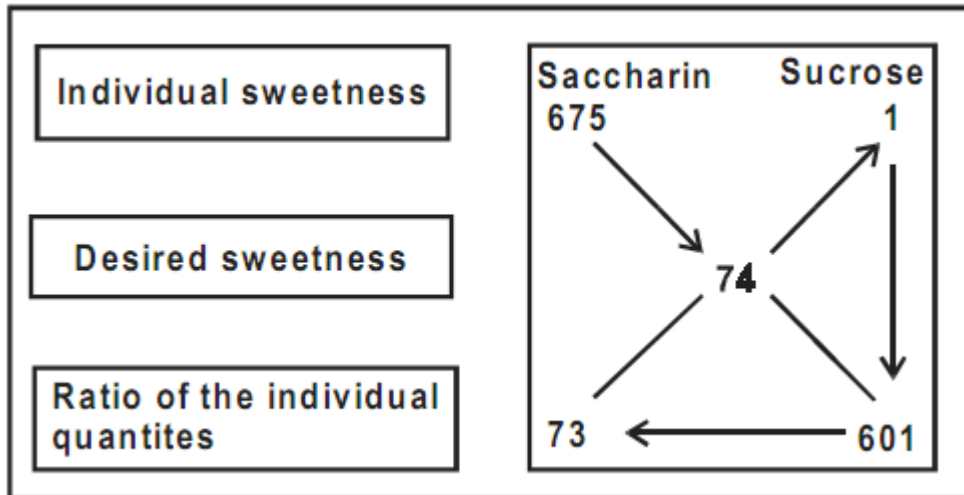 Individual sweetness
Saccharin Sucrose
675 1
Desired sweetness
74
Ratio of the individual
quantites
73 601